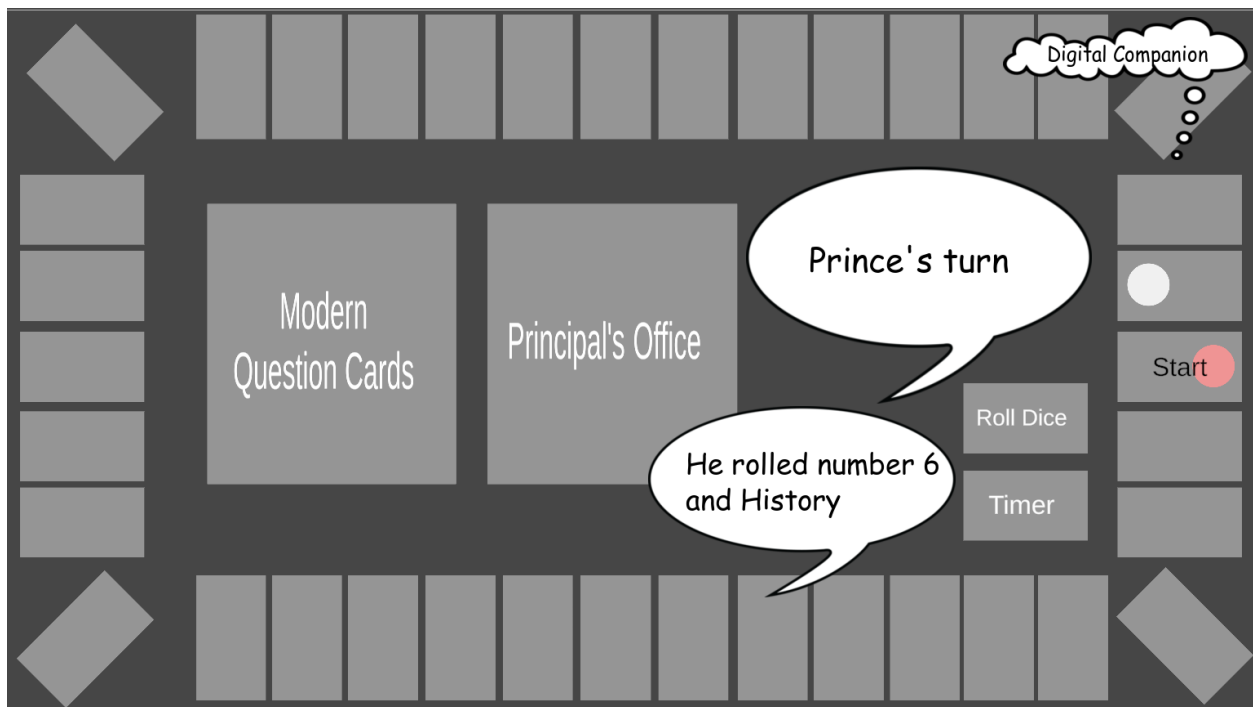 Digital Companion
Prince's turn
Modern
Question Cards
Principal's Office
Start
Roll Dice
He rolled number 6
and History
Timer